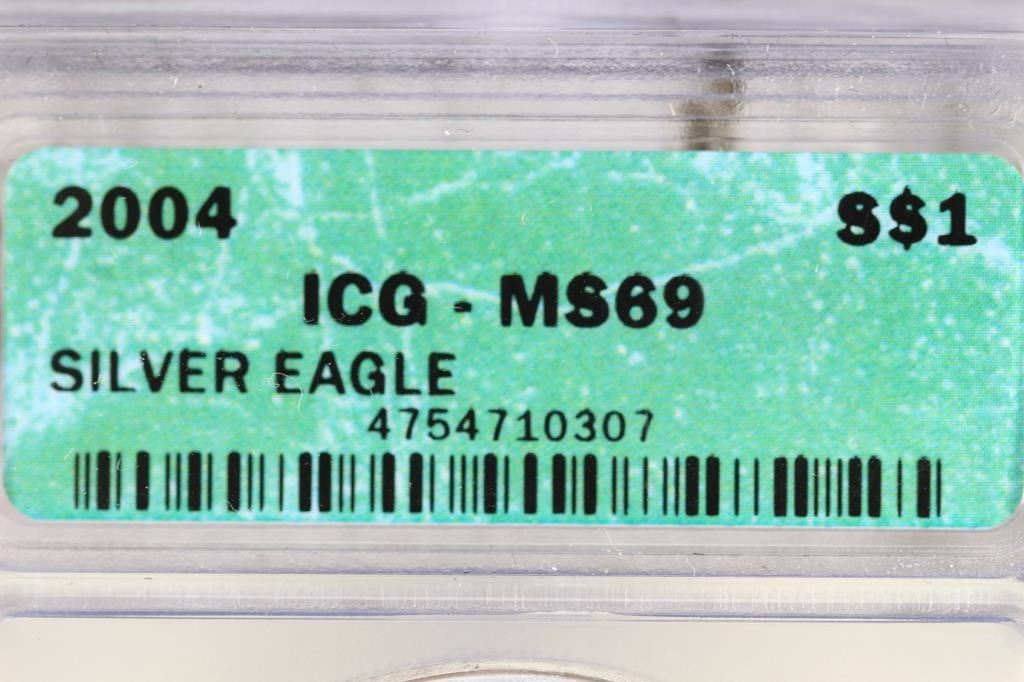 2004 S$1
ICG - MS69
SILVER EAGLE
4754710307